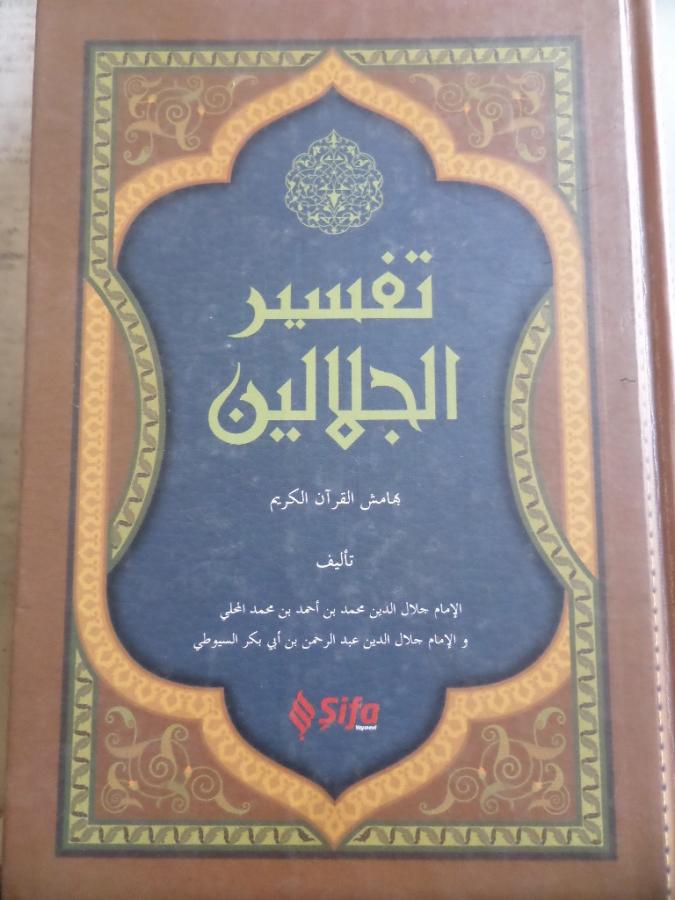 تفسير
الجلالين
بهامش القرآن الكريم
تأليف
الإمام جلال الدين محمد بن أحمد بن محمد المحلي
و الإمام جلال الدين عبد الرحمن بن أبي بكر السيوطي
Şifa
Yayınevi